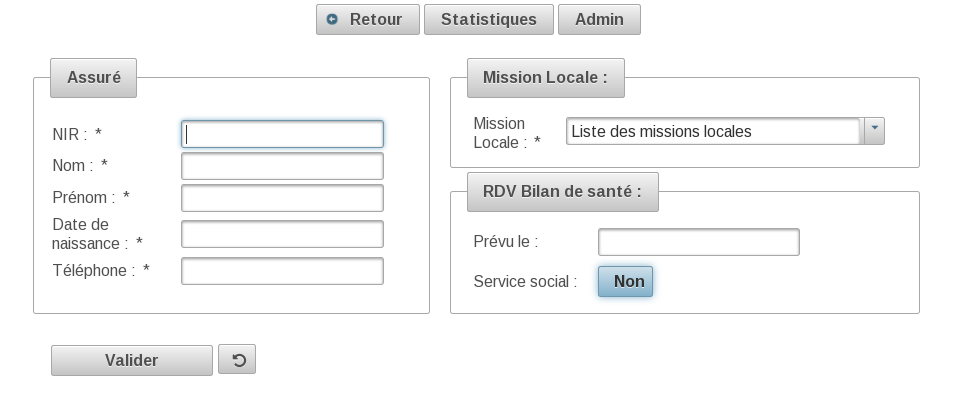 Retour Statistiques Admin
Assuré
NIR : *
Nom : *
Prénom : *
Date de
naissance : *
Téléphone : *
Mission Locale :
Mission
Locale : *
Liste des missions locales
RDV Bilan de santé :
Prévu le :
Service social : Non
Valider